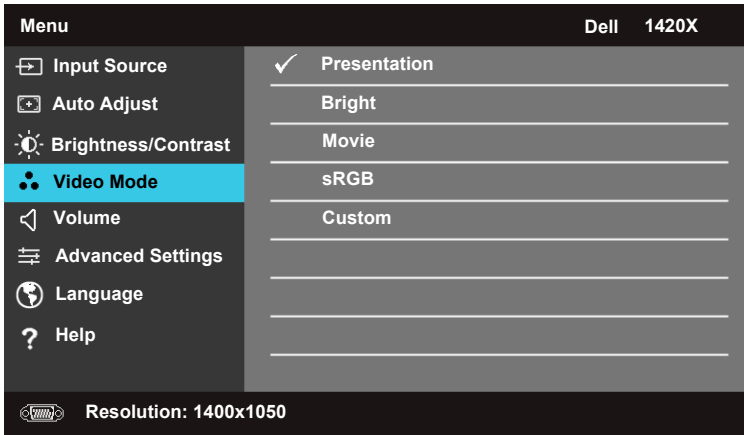 Menu
Dell 1420X
Input Source
Auto Adjust
Brightness/Contrast
Video Mode
Volume
Advanced Settings
Language
Help
Presentation
Bright
Movie
sRGB
Custom
Resolution: 1400x1050